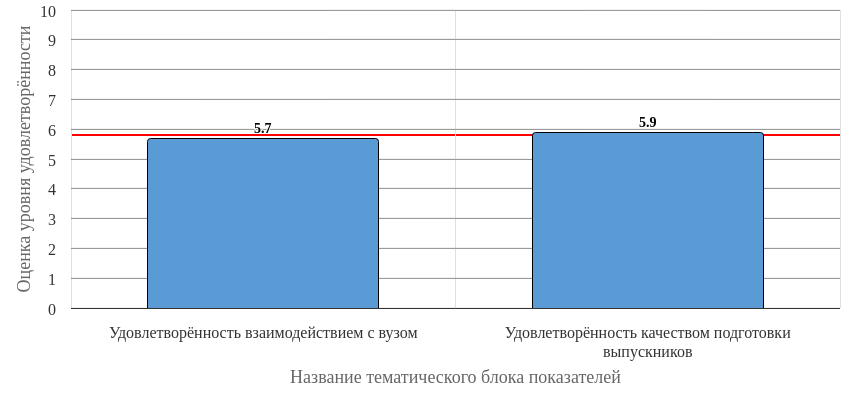 Оценка уровня удовлетворённости
10
9
8
7
6
5
4
3
2
1
0
5.7
5.9
Удовлетворённость взаимодействием с вузом
Удовлетворённость качеством подготовки
выпускников
Название тематического блока показателей